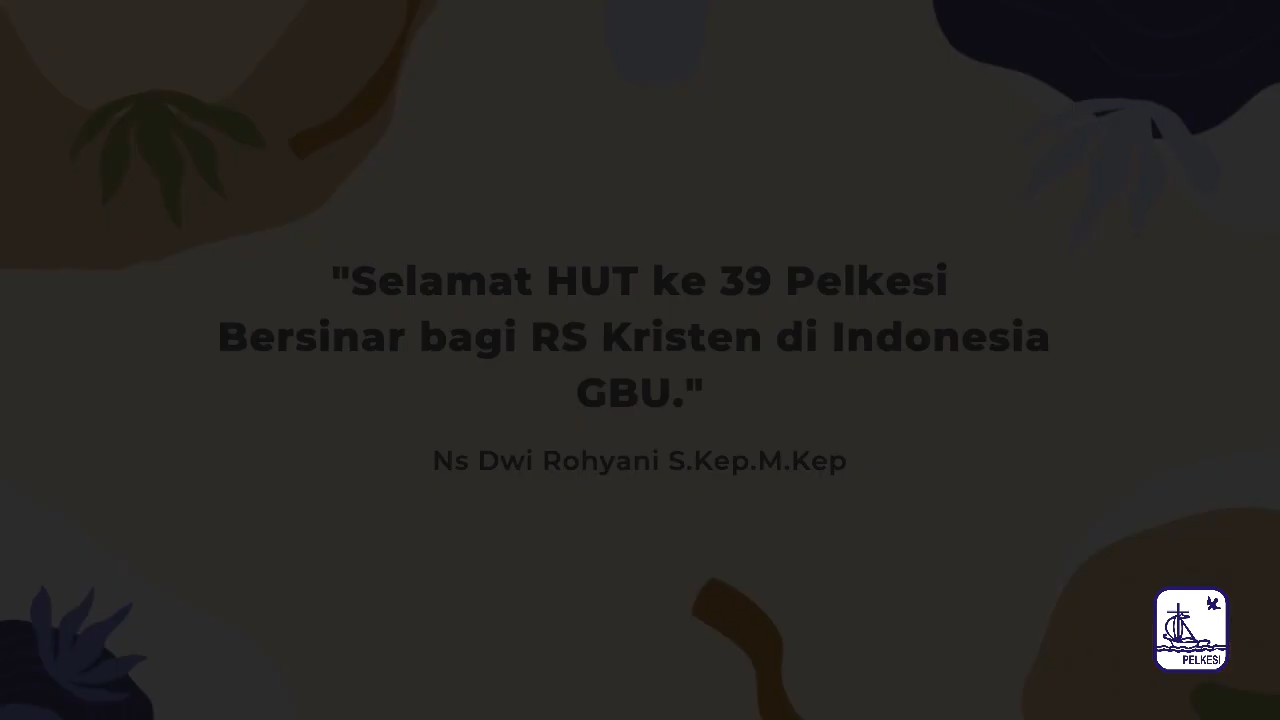 "Selamat HUT ke 39 Pelkesi
Bersinar bagi RS Kristen di Indonesia
GBU."
Ns Dwi Rohyani S.Kep.M.Kep
PELKESI